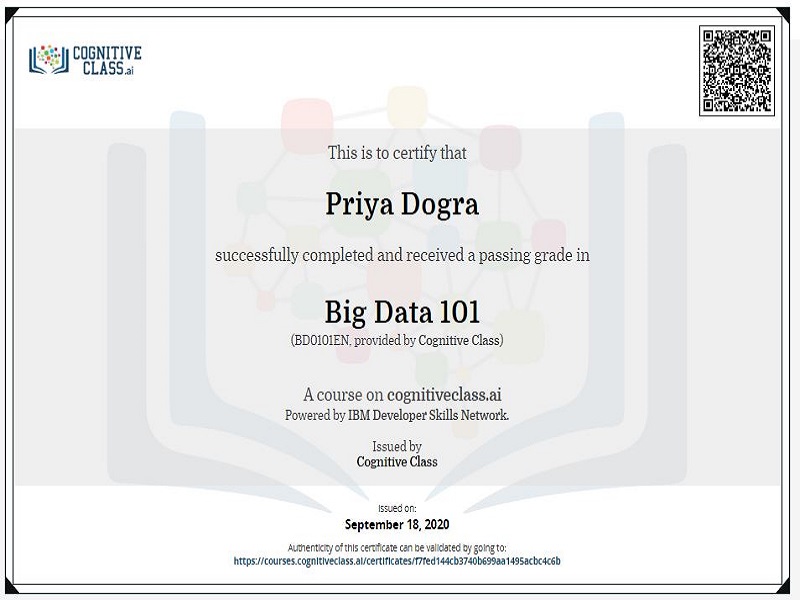 COGNITIVE
CLASS.ai
This is to certify that
Priya Dogra
successfully completed and received a passing grade in
Big Data 101
(BD0101EN, provided by Cognitive Class)
A course on cognitiveclass.ai
Powered by IBM Developer Skills Network.
Issued by
Cognitive Class
Issued on:
September 18, 2020
Authenticity of this certificate can be validated by going to:
https://courses.cognitiveclass.ai/certificates/f7fed144cb3740b699aa1495acbc4c6b